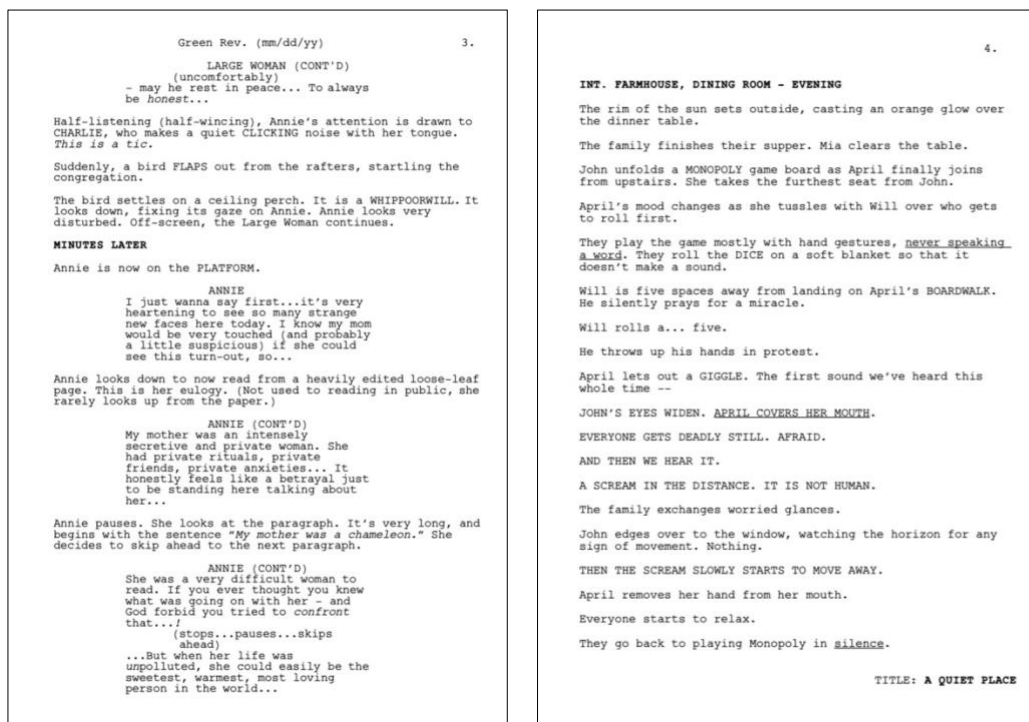 Green Rev. (mm/dd/yy) 3.
LARGE WOMAN (CONT'D)
(uncomfortably)
- may he rest in peace... To always
be honest...
Half-listening (half-wincing), Annie's attention is drawn to
CHARLIE, who makes a quiet CLICKING noise with her tongue.
This is a tic.
Suddenly, a bird FLAPS out from the rafters, startling the
congregation.
The bird settles on a ceiling perch. It is a WHIPPOORWILL. It
looks down, fixing its gaze on Annie. Annie looks very
disturbed. Off-screen, the Large Woman continues.
MINUTES LATER
Annie is now on the PLATFORM.
ANNIE
I just wanna say first...it's very
heartening to see so many strange
new faces here today. I know my mom
would be very touched (and probably
a little suspicious) if she could
see this turn-out, so...
Annie looks down to now read from a heavily edited loose-leaf
page. This is her eulogy. (Not used to reading in public, she
rarely looks up from the paper.)
ANNIE (CONT'D)
My mother was an intensely
secretive and private woman. She
had private rituals, private
friends, private anxieties... It
honestly feels like a betrayal just
to be standing here talking about
her...
Annie pauses. She looks at the paragraph. It's very long, and
begins with the sentence "My mother was a chameleon." She
decides to skip ahead to the next paragraph.
ANNIE (CONT'D)
She was a very difficult woman to
read. If you ever thought you knew
what was going on with her - and
God forbid you tried to confront
that...!
(stops...pauses...skips
ahead)
...But when her life was
unpolluted, she could easily be the
sweetest, warmest, most loving
person in the world...
4.
INT. FARMHOUSE, DINING ROOM - EVENING
The rim of the sun sets outside, casting an orange glow over
the dinner table.
The family finishes their supper. Mia clears the table.
John unfolds a MONOPOLY game board as April finally joins
from upstairs. She takes the furthest seat from John.
April's mood changes as she tussles with Will over who gets
to roll first.
They play the game mostly with hand gestures, never speaking
a word. They roll the DICE on a soft blanket so that it
doesn't make a sound.
Will is five spaces away from landing on April's BOARDWALK.
He silently prays for a miracle.
Will rolls a... five.
He throws up his hands in protest.
April lets out a GIGGLE. The first sound we've heard this
whole time --
JOHN'S EYES WIDEN. APRIL COVERS HER MOUTH.
EVERYONE GETS DEADLY STILL. AFRAID.
AND THEN WE HEAR IT.
A SCREAM IN THE DISTANCE. IT IS NOT HUMAN.
The family exchanges worried glances.
John edges over to the window, watching the horizon for any
sign of movement. Nothing.
THEN THE SCREAM SLOWLY STARTS TO MOVE AWAY.
April removes her hand from her mouth.
Everyone starts to relax.
They go back to playing Monopoly in silence.
TITLE: A QUIET PLACE